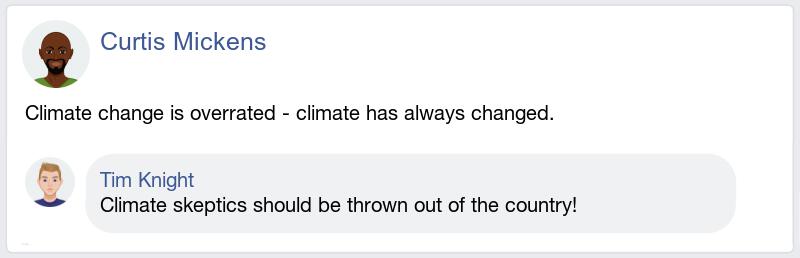 Curtis Mickens
Climate change is overrated - climate has always changed.
Tim Knight
Climate skeptics should be thrown out of the country!